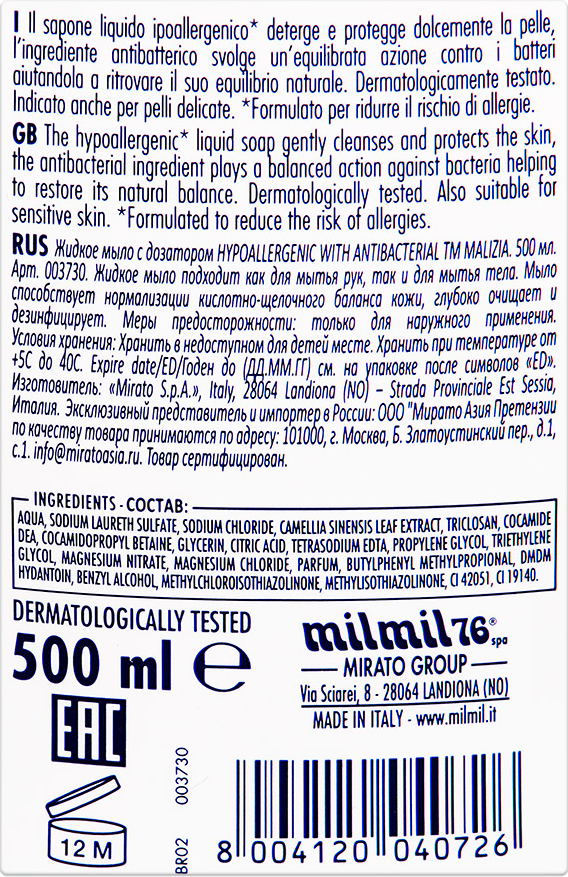 I Il sapone liquido ipoallergenico* deterge e protegge dolcemente la pelle,
l'ingrediente antibatterico svolge un'equilibrata azione contro i batteri
aiutandola a ritrovare il suo equilibrio naturale. Dermatologicamente testato.
Indicato anche per pelli delicate. *Formulato per ridurre il rischio di allergie.
GB The hypoallergenic* liquid soap gently cleanses and protects the skin,
the antibacterial ingredient plays a balanced action against bacteria helping
to restore its natural balance. Dermatologically tested. Also suitable for
sensitive skin. *Formulated to reduce the risk of allergies.
RUS Жидкое мыло с дозатором HYPOALLERGENIC WITH ANTIBACTERIAL TM MALIZIA. 500 мл.
Арт. 003730. Жидкое мыло подходит как для мытья рук, так и для мытья тела. Мыло
способствует нормализации кислотно-щелочного баланса кожи, глубоко очищает и
дезинфицирует. Меры предосторожности: только для наружного применения.
Условия хранения: Хранить в недоступном для детей месте. Хранить при температуре от
+5C до 40C. Expire date/ED/Годен до (ДД.ММ.ГГ) см. на упаковке после символов «ED».
Изготовитель: «Mirato S.p.A.», Italy, 28064 Landiona (NO) – Strada Provinciale Est Sessia,
Италия. Эксклюзивный представитель и импортер в России: ООО "Мирато Азия Претензии
по качеству товара принимаются по адресу: 101000, г. Москва, Б. Златоустинский пер., д.1,
с.1. info@miratoasia.ru. Товар сертифицирован.
INGREDIENTS - СОСТАВ:
AQUA, SODIUM LAURETH SULFATE, SODIUM CHLORIDE, CAMELLIA SINENSIS LEAF EXTRACT, TRICLOSAN, COCAMIDE
DEA, COCAMIDOPROPYL BETAINE, GLYCERIN, CITRIC ACID, TETRASODIUM EDTA, PROPYLENE GLYCOL, TRIETHYLENE
GLYCOL, MAGNESIUM NITRATE, MAGNESIUM CHLORIDE, PARFUM, BUTYLPHENYL METHYLPROPIONAL, DMDM
HYDANTOIN, BENZYL ALCOHOL, METHYLCHLOROISOTHIAZOLINONE, METHYLISOTHIAZOLINONE, CI 42051, CI 19140.
DERMATOLOGICALLY TESTED
500 ml e
milmil 76® spa
MIRATO GROUP
Via Sciarei, 8 - 28064 LANDIONA (NO)
MADE IN ITALY - www.milmil.it
EAC
12 M
BR02 003730
8 004120 040726